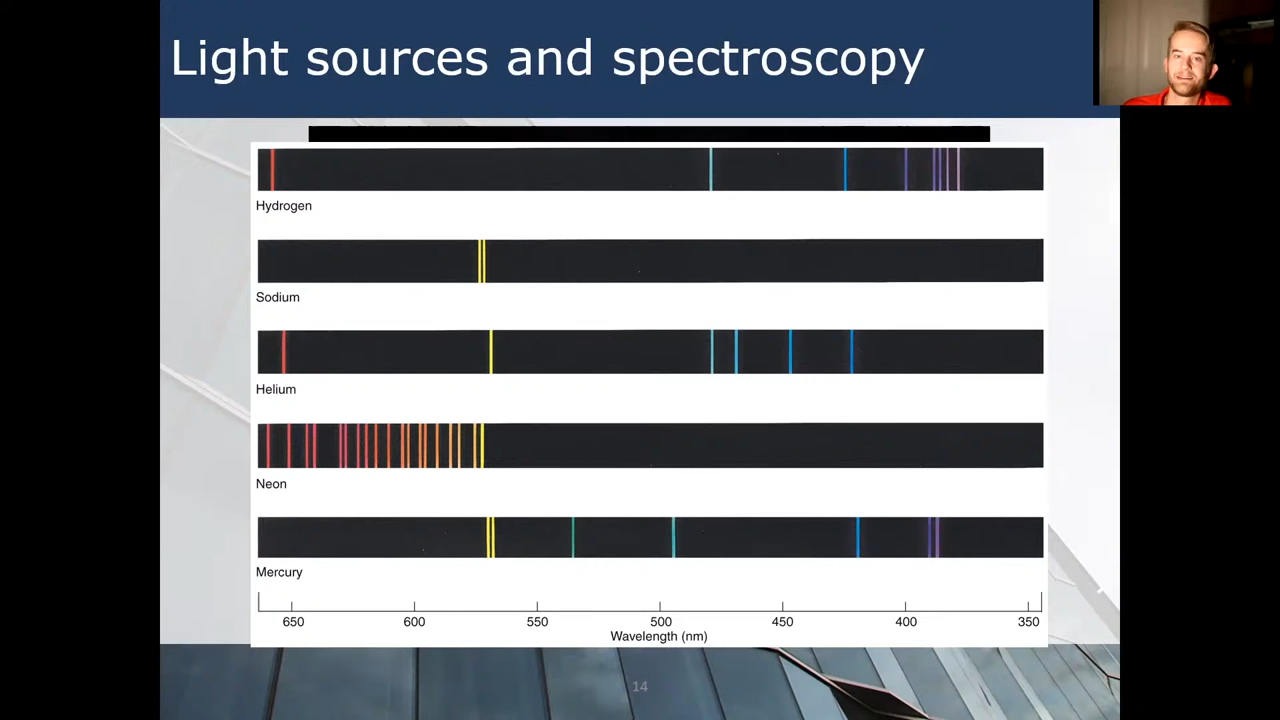 Light sources and spectroscopy
Hydrogen
Sodium
Helium
Neon
Mercury
650 600 550 500 450 400 350
Wavelength (nm)
14